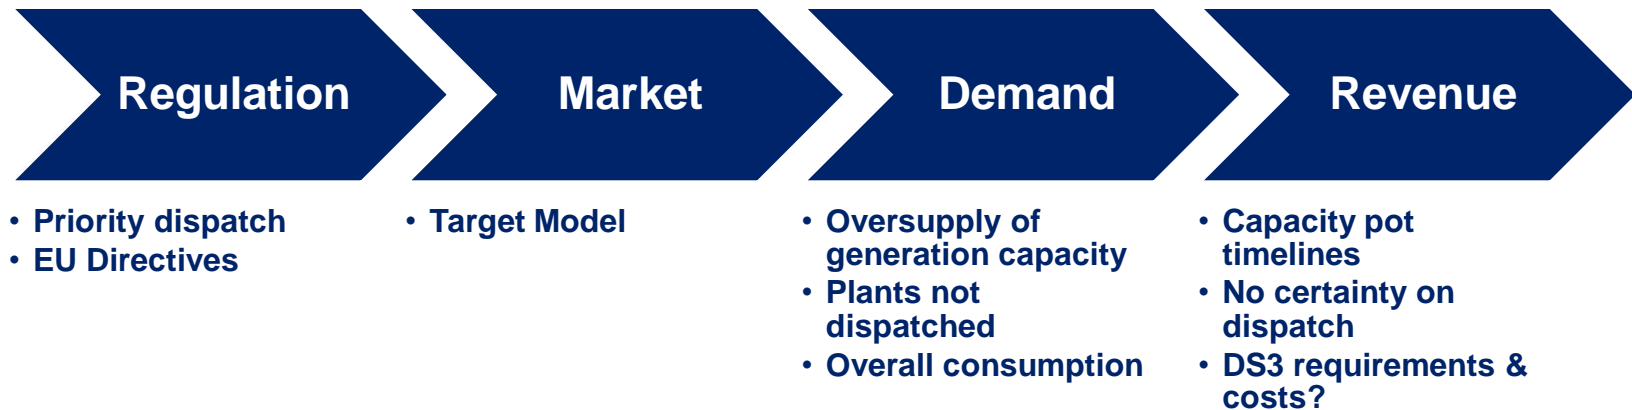 Regulation
Market
Demand
Revenue
• Priority dispatch
• EU Directives
• Target Model
• Oversupply of
generation capacity
• Plants not
dispatched
• Overall consumption
• Capacity pot
timelines
• No certainty on
dispatch
• DS3 requirements &
costs?